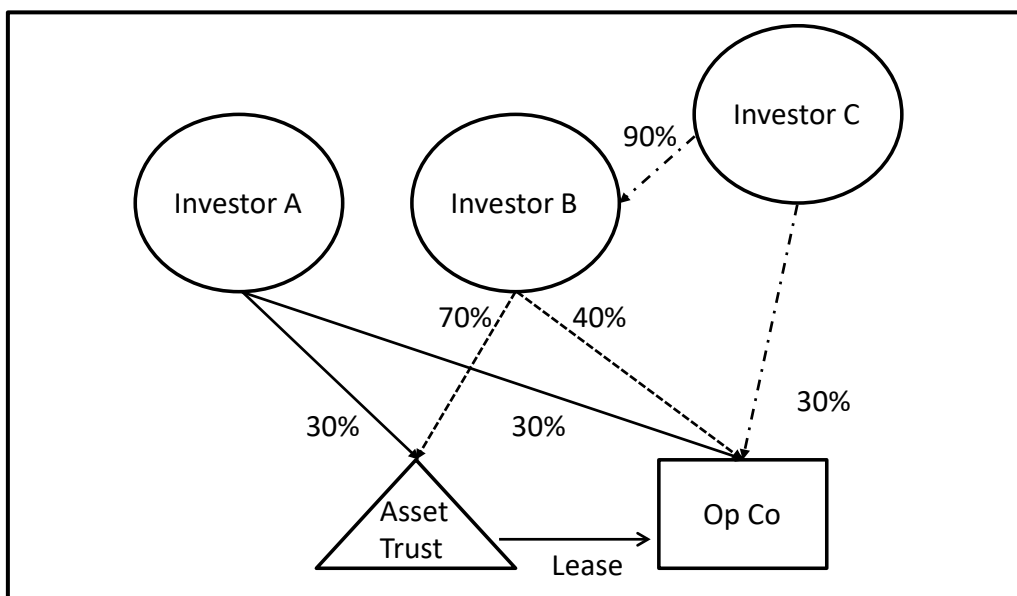 Investor C
90%
Investor A
Investor B
70%
40%
30%
30%
30%
Asset
Trust
Op Co
Lease